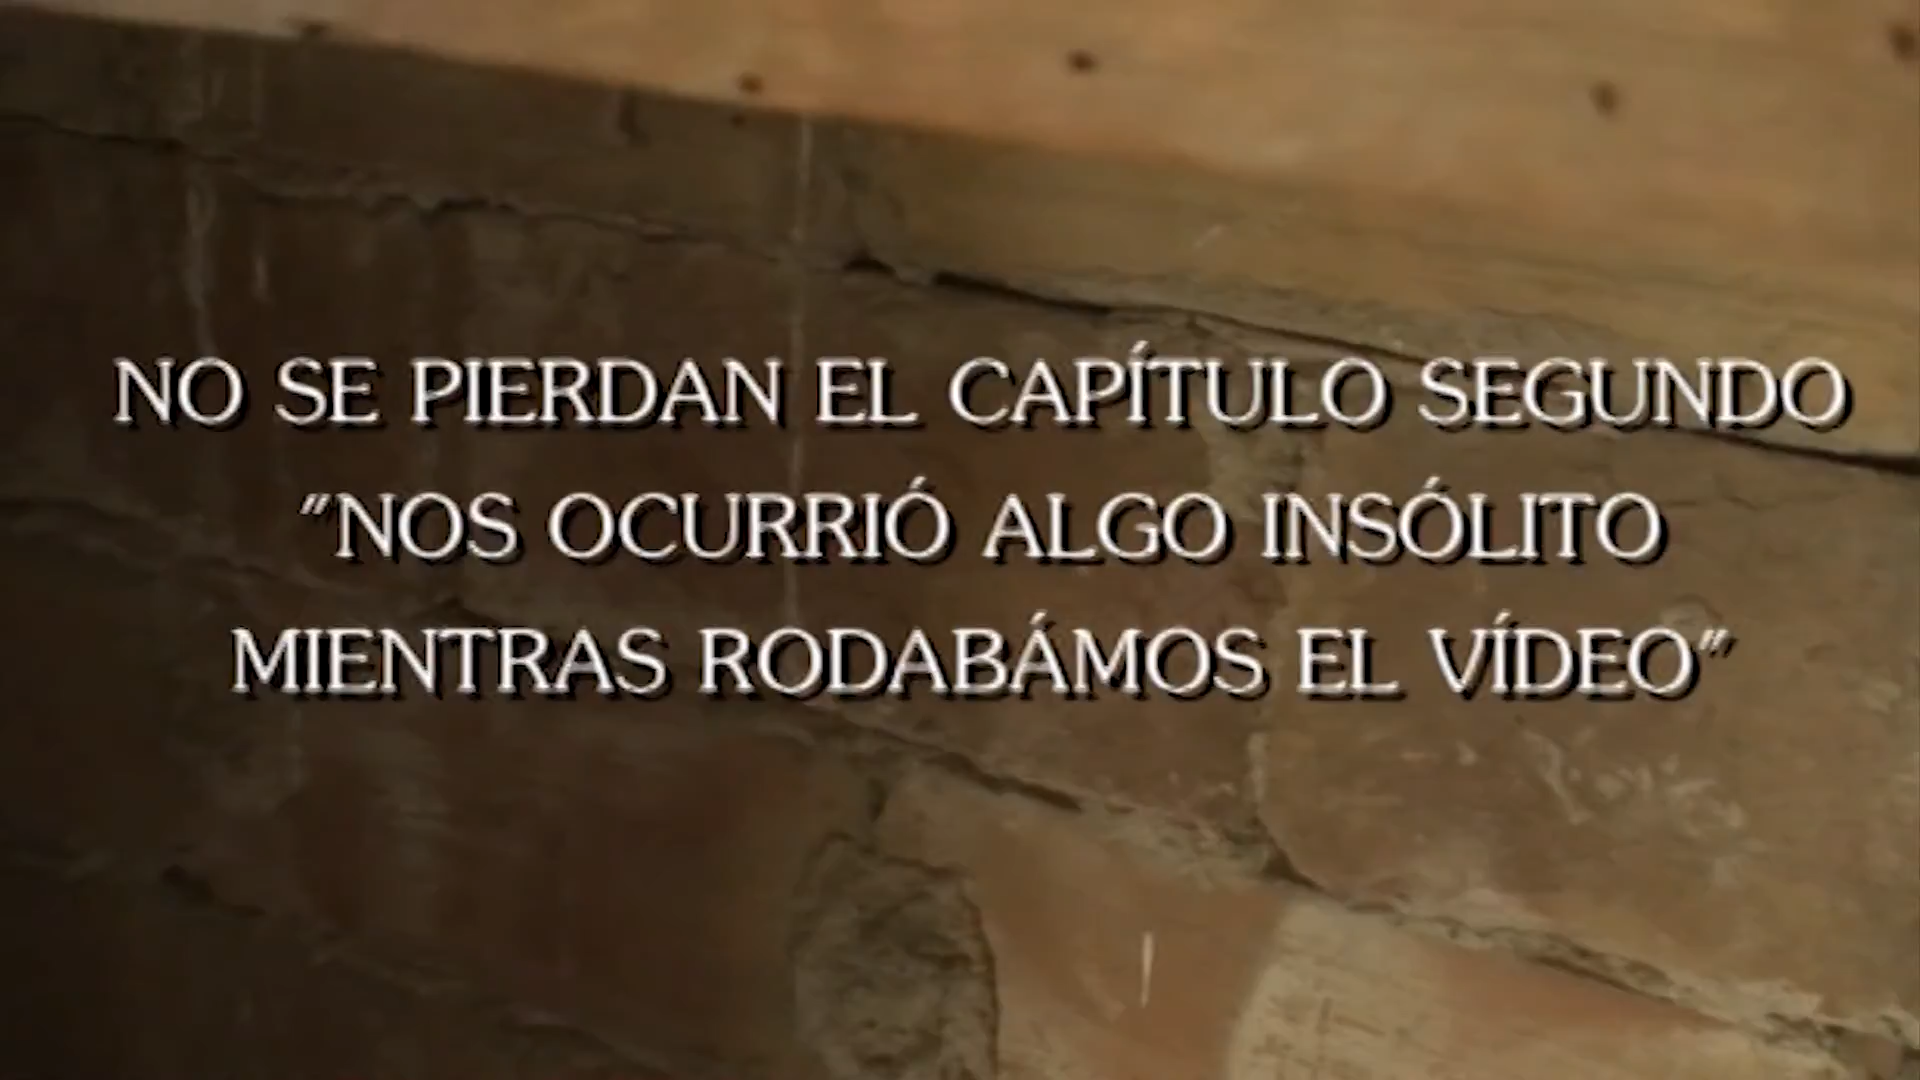 NO SE PIERDAN EL CAPÍTULO SEGUNDO
"NOS OCURRIÓ ALGO INSÓLITO
MIENTRAS RODABÁMOS EL VÍDEO"